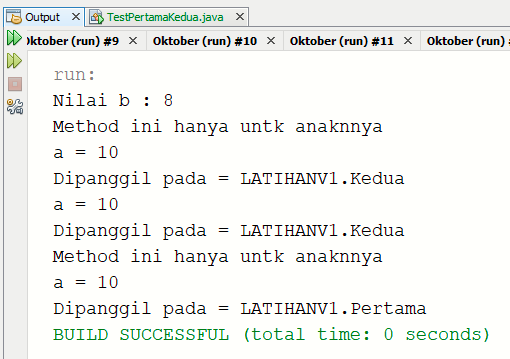 Output TestPertamaKedua.java
Oktober (run) #9 Oktober (run) #10 Oktober (run) #11 Oktober (run)
run:
Nilai b : 8
Method ini hanya untk anaknnya
a = 10
Dipanggil pada = LATIHANV1.Kedua
a = 10
Dipanggil pada = LATIHANV1.Kedua
Method ini hanya untk anaknnya
a = 10
Dipanggil pada = LATIHANV1.Pertama
BUILD SUCCESSFUL (total time: 0 seconds)